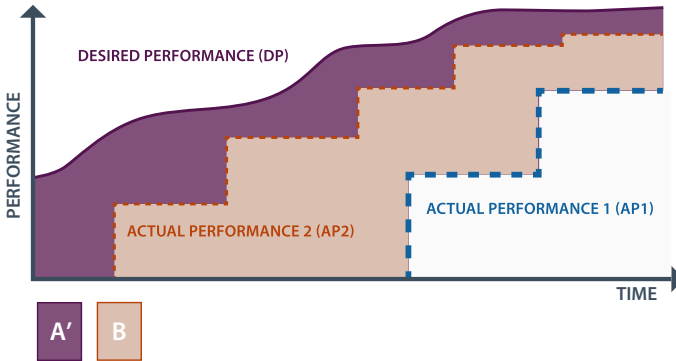 DESIRED PERFORMANCE (DP)
PERFORMANCE
ACTUAL PERFORMANCE 1 (AP1)
ACTUAL PERFORMANCE 2 (AP2)
TIME
A′
B